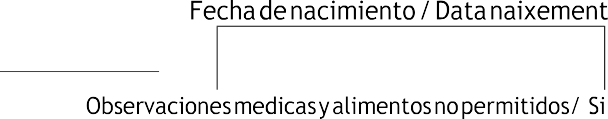 Fecha de nacimiento / Data naixement
Observaciones medicas y alimentos no permitidos / Si